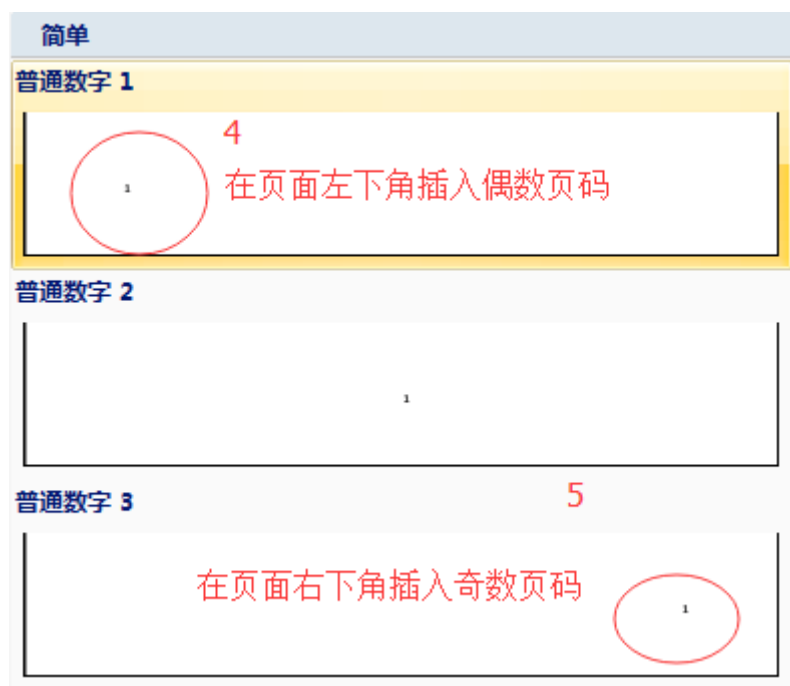 简单
普通数字 1
4
1
在页面左下角插入偶数页码
普通数字 2
1
普通数字 3
5
在页面右下角插入奇数页码
1